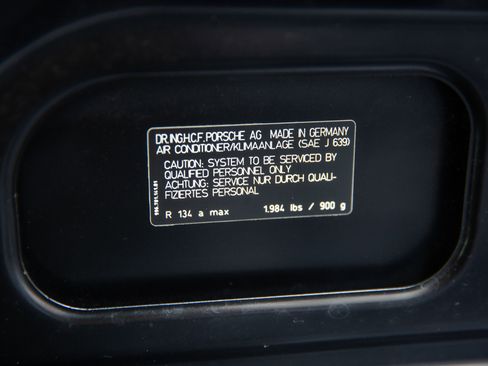 DR.ING.H.C.F.PORSCHE AG MADE IN GERMANY
AIR CONDITIONER/KLIMAANLAGE (SAE J 639)
CAUTION: SYSTEM TO BE SERVICED BY
QUALIFIED PERSONNEL ONLY
ACHTUNG: SERVICE NUR DURCH QUALI-
FIZIERTES PERSONAL
R 134 a max 1.984 lbs / 900 g